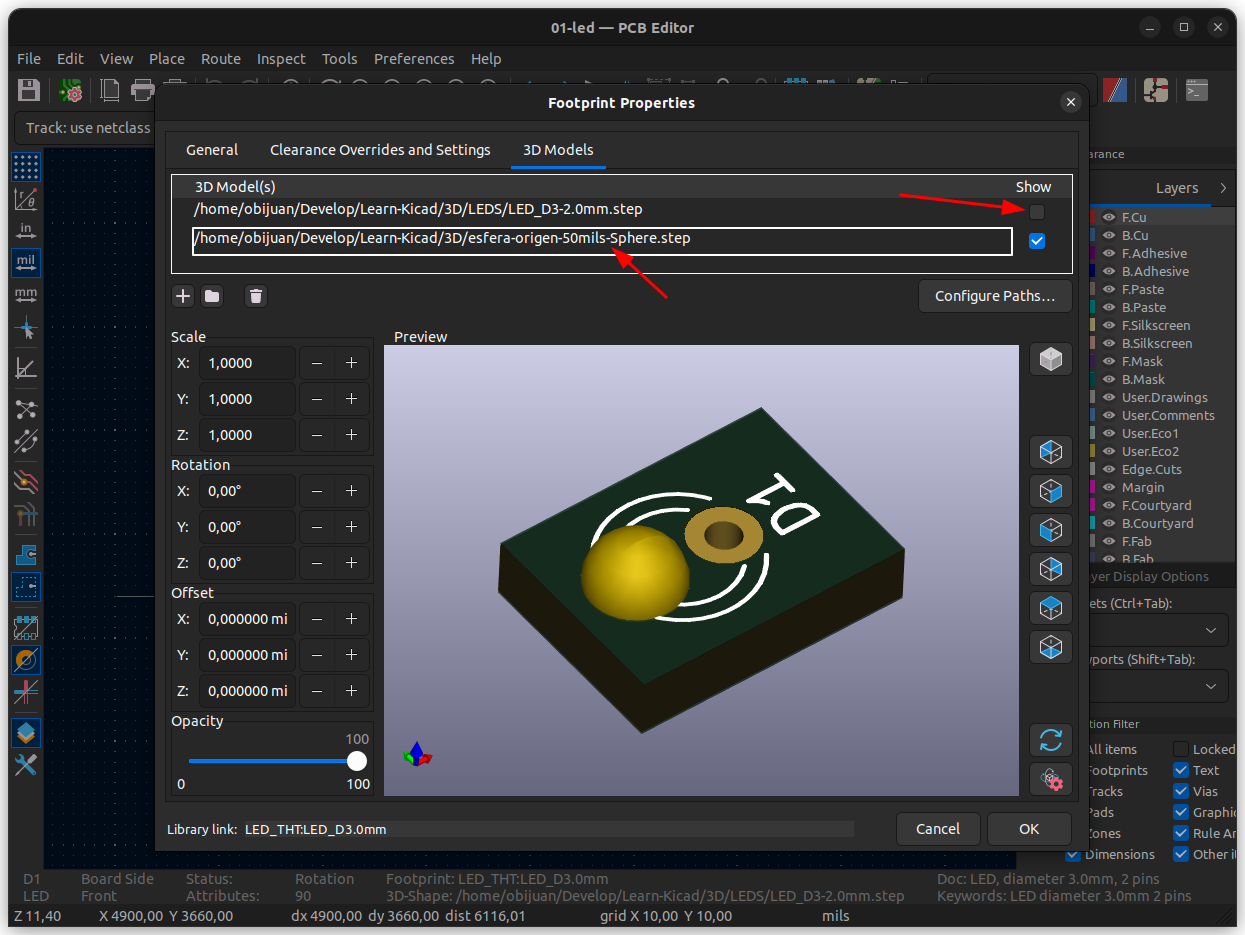 01-led — PCB Editor
File Edit View Place Route Inspect Tools Preferences Help
Track: use netclass
Footprint Properties
General Clearance Overrides and Settings 3D Models
3D Model(s) Show
/home/obijuan/Develop/Learn-Kicad/3D/LEDS/LED_D3-2.0mm.step
/home/obijuan/Develop/Learn-Kicad/3D/esfera-origen-50mils-Sphere.step
Configure Paths...
Scale
X: 1,0000
Y: 1,0000
Z: 1,0000
Rotation
X: 0,00°
Y: 0,00°
Z: 0,00°
Offset
X: 0,000000 mi
Y: 0,000000 mi
Z: 0,000000 mi
Opacity
100
0 100
Preview
D1
Library link: LED_THT:LED_D3.0mm
Cancel OK
in
mil
mm
arance
Layers
F.Cu
B.Cu
F.Adhesive
B.Adhesive
F.Paste
B.Paste
F.Silkscreen
B.Silkscreen
F.Mask
B.Mask
User.Drawings
User.Comments
User.Eco1
User.Eco2
Edge.Cuts
Margin
F.Courtyard
B.Courtyard
F.Fab
B.Fab
yer Display Options
ets (Ctrl+Tab):
ports (Shift+Tab):
tion Filter
All items Locked
ootprints Text
racks Vias
Pads Graphi
ones Rule Ar
Dimensions Other it
D1 Board Side Status: Rotation Footprint: LED_THT:LED_D3.0mm Doc: LED, diameter 3.0mm, 2 pins
LED Front Attributes: 90 3D-Shape: /home/obijuan/Develop/Learn-Kicad/3D/LEDS/LED_D3-2.0mm.step Keywords: LED diameter 3.0mm 2 pins
Z 11,40 X 4900,00 Y 3660,00 dx 4900,00 dy 3660,00 dist 6116,01 grid X 10,00 Y 10,00 mils